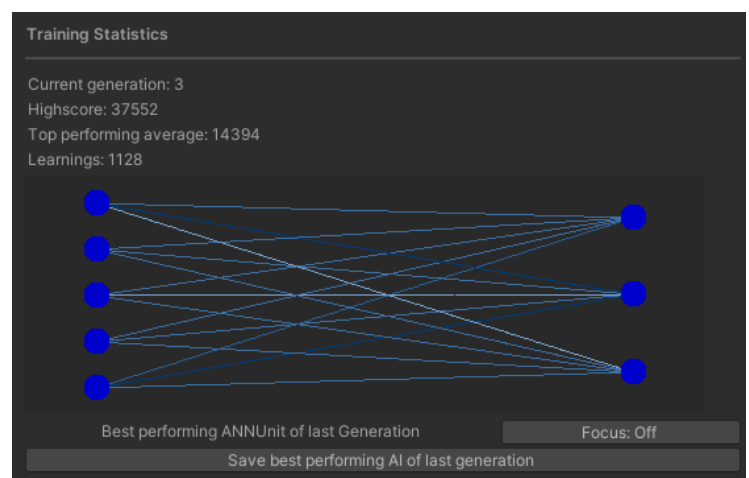 Training Statistics
Current generation: 3
Highscore: 37552
Top performing average: 14394
Learnings: 1128
Best performing ANNUnit of last Generation
Focus: Off
Save best performing AI of last generation